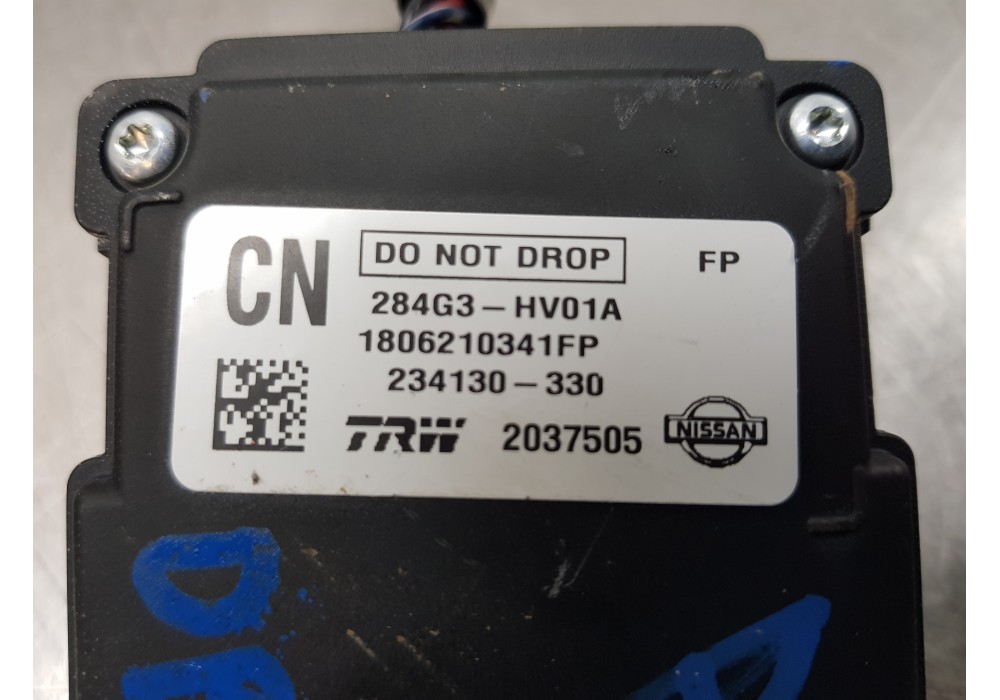 CN
DO NOT DROP
FP
284G3-HV01A
1806210341FP
234130-330
TRW 2037505 NISSAN